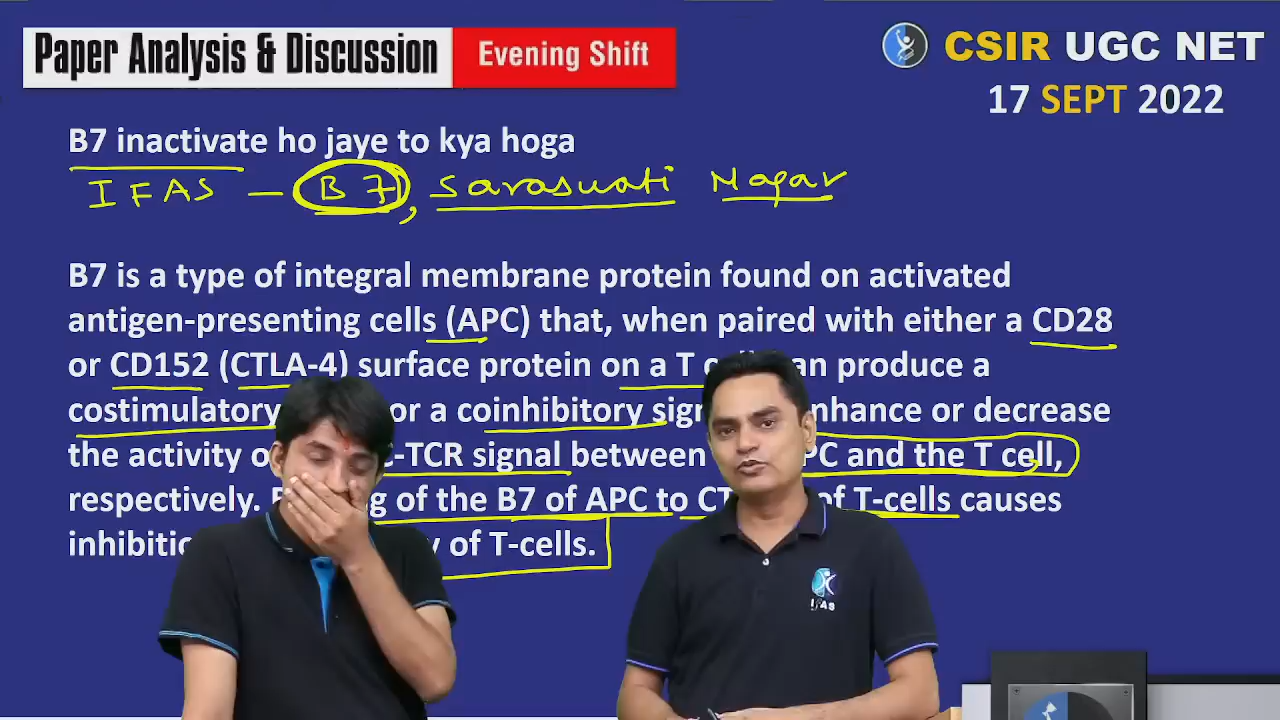 Paper Analysis & Discussion
Evening Shift
CSIR UGC NET
17 SEPT 2022
B7 inactivate ho jaye to kya hoga
IFAS - B7, Saraswati Nagar
B7 is a type of integral membrane protein found on activated
antigen-presenting cells (APC) that, when paired with either a CD28
or CD152 (CTLA-4) surface protein on a T produce a
costimulatory or a coinhibitory or decrease
the activity -TCR signal between and the T cell,
respectively. of the B7 of APC to of T-cells causes
of T-cells.
IFAS